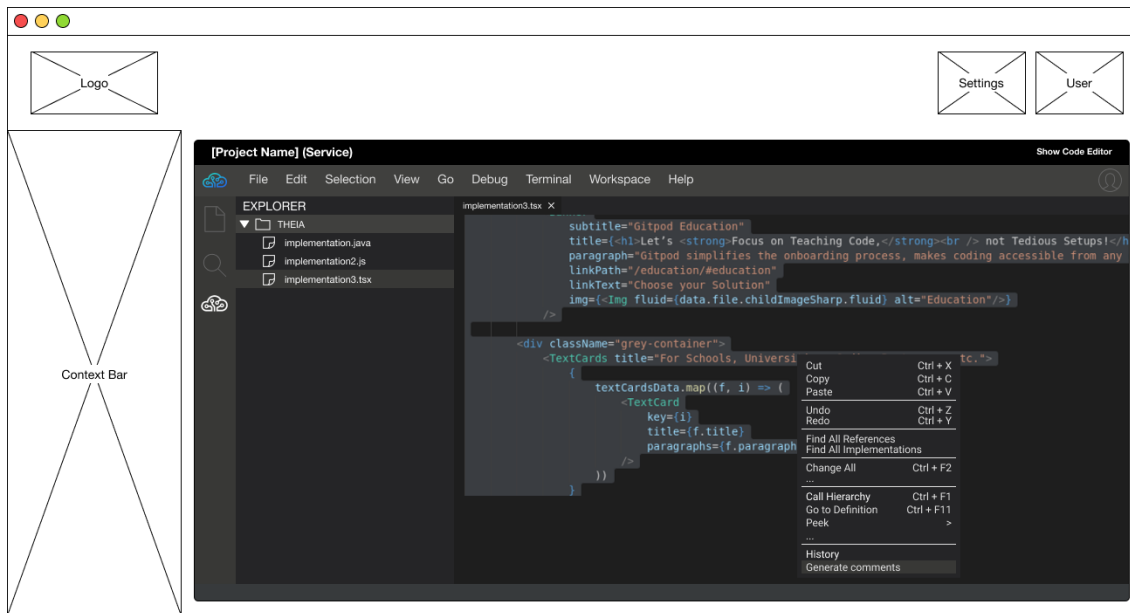 Logo
Settings
User
Context Bar
[Project Name] (Service)
Show Code Editor
File Edit Selection View Go Debug Terminal Workspace Help
EXPLORER
THEIA
implementation.java
implementation2.js
implementation3.tsx
implementation3.tsx X
subtitle="Gitpod Education"
title={<h1>Let's <strong>Focus on Teaching Code,</strong><br /> not Tedious Setups!</h
paragraph="Gitpod simplifies the onboarding process, makes coding accessible from any
linkPath="/education/#education"
linkText="Choose your Solution"
img={<Img fluid={data.file.childImageSharp.fluid} alt="Education"/>}
/>
<div className="grey-container">
<TextCards title="For Schools, Universi tc.">
{
textCardsData.map((f, i) => (
<TextCard
key={i}
title={f.title}
paragraphs={f.paragraph
/>
))
}
Cut Ctrl + X
Copy Ctrl + C
Paste Ctrl + V
Undo Ctrl + Z
Redo Ctrl + Y
Find All References
Find All Implementations
Change All Ctrl + F2
...
Call Hierarchy Ctrl + F1
Go to Definition Ctrl + F11
Peek >
...
History
Generate comments